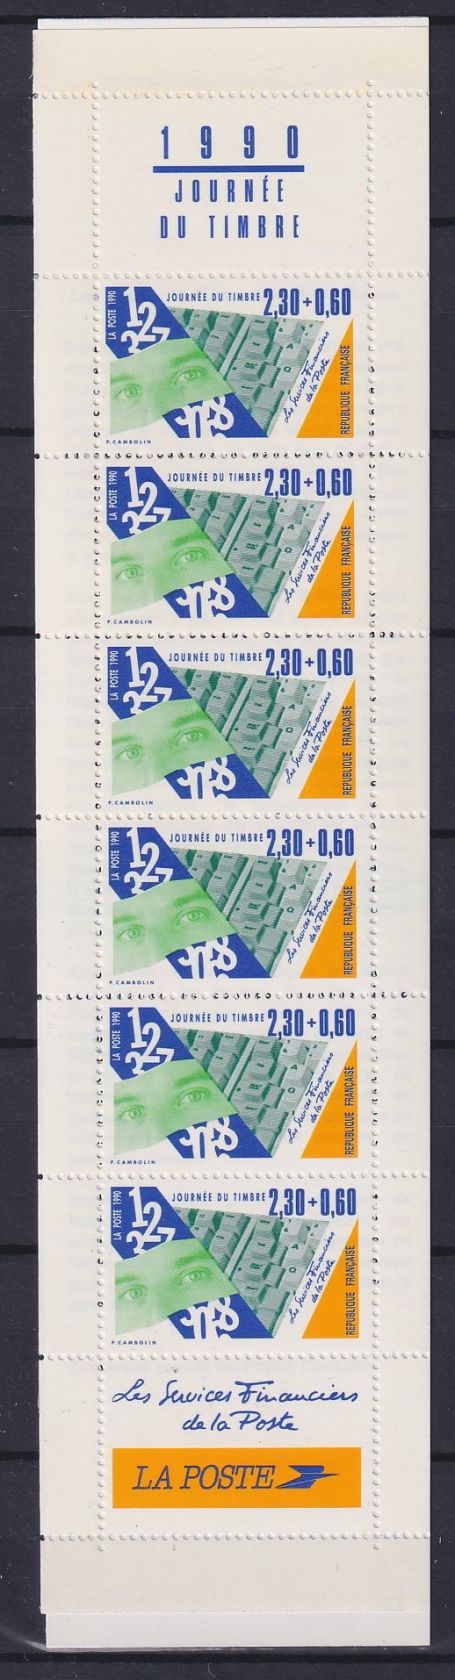 1990
JOURNÉE
DU TIMBRE
JOURNÉE DU TIMBRE 2,30+0,60
LA POSTE 1990
Les Services Financiers
de la Poste
RÉPUBLIQUE FRANÇAISE
P. CAMBOLIN
JOURNÉE DU TIMBRE 2,30+0,60
LA POSTE 1990
Les Services Financiers
de la Poste
RÉPUBLIQUE FRANÇAISE
P. CAMBOLIN
JOURNÉE DU TIMBRE 2,30+0,60
LA POSTE 1990
Les Services Financiers
de la Poste
RÉPUBLIQUE FRANÇAISE
P. CAMBOLIN
JOURNÉE DU TIMBRE 2,30+0,60
LA POSTE 1990
Les Services Financiers
de la Poste
RÉPUBLIQUE FRANÇAISE
P. CAMBOLIN
JOURNÉE DU TIMBRE 2,30+0,60
LA POSTE 1990
Les Services Financiers
de la Poste
RÉPUBLIQUE FRANÇAISE
P. CAMBOLIN
JOURNÉE DU TIMBRE 2,30+0,60
LA POSTE 1990
Les Services Financiers
de la Poste
RÉPUBLIQUE FRANÇAISE
P. CAMBOLIN
Les Services Financiers
de la Poste
LA POSTE